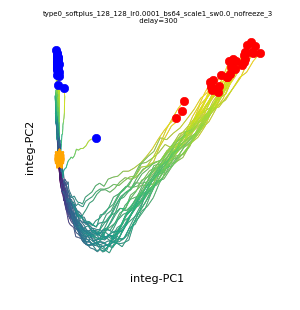 type0_softplus_128_128_lr0.0001_bs64_scale1_sw0.0_nofreeze_3
delay=300
integ-PC2
integ-PC1